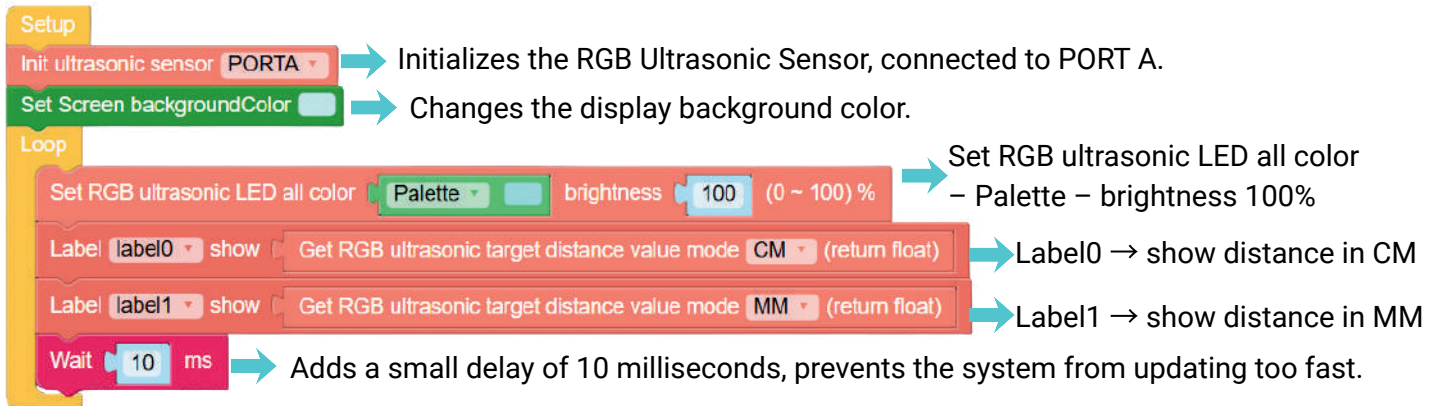 Setup
Init ultrasonic sensor PORTA
Initializes the RGB Ultrasonic Sensor, connected to PORT A.
Set Screen backgroundColor
Changes the display background color.
Loop
Set RGB ultrasonic LED all color Palette brightness 100 (0 ~ 100) %
Set RGB ultrasonic LED all color
– Palette – brightness 100%
Label label0 show Get RGB ultrasonic target distance value mode CM (return float)
Label0 → show distance in CM
Label label1 show Get RGB ultrasonic target distance value mode MM (return float)
Label1 → show distance in MM
Wait 10 ms
Adds a small delay of 10 milliseconds, prevents the system from updating too fast.